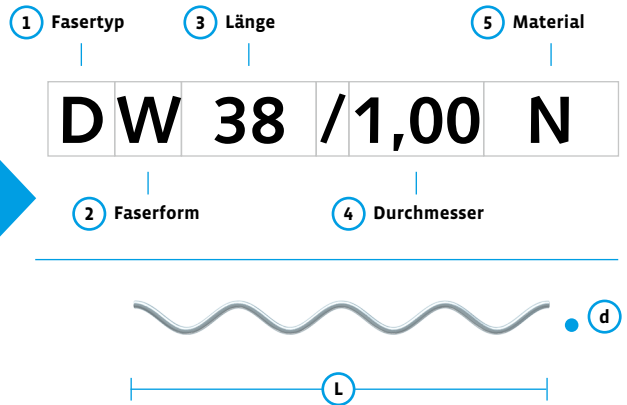 1 Fasertyp 3 Länge 5 Material
D W 38 / 1,00 N
2 Faserform 4 Durchmesser
d
L